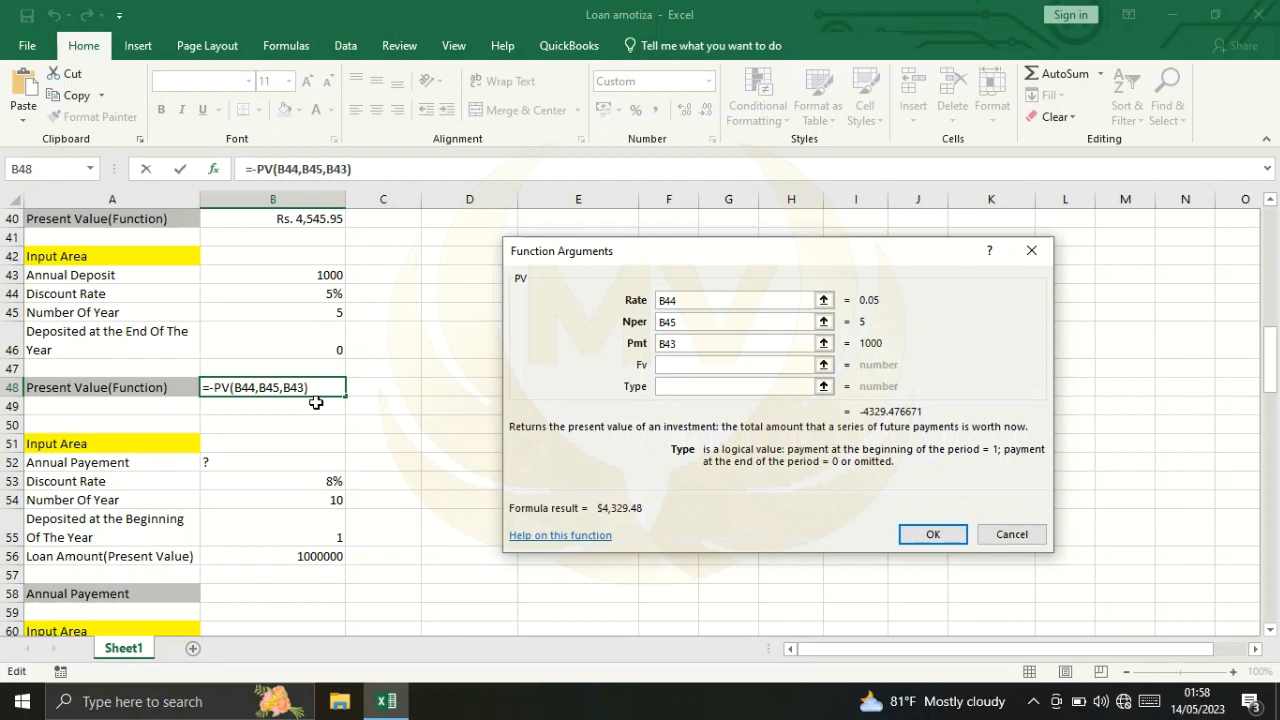 Loan amotiza - Excel
Sign in
File Home Insert Page Layout Formulas Data Review View Help QuickBooks Tell me what you want to do Share
Paste
Cut
Copy
Format Painter
11
A A
B I U
Wrap Text
Merge & Center
Custom
% ,
Conditional Formatting
Format as Table
Cell Styles
Insert
Delete
Format
AutoSum
Fill
Clear
Sort & Filter
Find & Select
Clipboard Font Alignment Number Styles Cells Editing
B48 fx =-PV(B44,B45,B43)
A B C D E F G H I J K L M N O
40 Present Value(Function) Rs. 4,545.95
41
42 Input Area
43 Annual Deposit 1000
44 Discount Rate 5%
45 Number Of Year 5
Deposited at the End Of The
46 Year 0
47
48 Present Value(Function) =-PV(B44,B45,B43)
49
50
51 Input Area
52 Annual Payement ?
53 Discount Rate 8%
54 Number Of Year 10
Deposited at the Beginning
55 Of The Year 1
56 Loan Amount(Present Value) 1000000
57
58 Annual Payement
59
60 Input Area
Function Arguments ?
PV
Rate B44 = 0.05
Nper B45 = 5
Pmt B43 = 1000
Fv = number
Type = number
= -4329.476671
Returns the present value of an investment: the total amount that a series of future payments is worth now.
Type is a logical value: payment at the beginning of the period = 1; payment
at the end of the period = 0 or omitted.
Formula result = $4,329.48
Help on this function
OK Cancel
MV
Sheet1
Edit 100%
Type here to search
81°F Mostly cloudy
01:58
14/05/2023
3